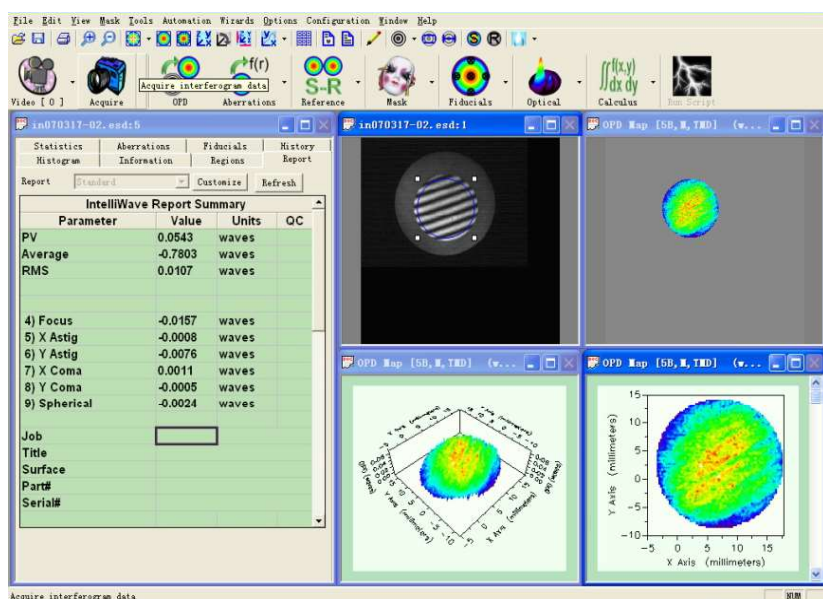 File Edit View Mask Tools Automation Wizards Options Configuration Window Help
Video [ 0 ] Acquire OPD Aberrations Reference Mask Fiducials Optical Calculus Run Script
f(r)
S-R
∬f(x,y)
dx dy
Acquire interferogram data
in070317-02.esd:5
Statistics Aberrations Fiducials History
Histogram Information Regions Report
Report Standard Customize Refresh
IntelliWave Report Summary
Parameter Value Units QC
PV 0.0543 waves
Average -0.7803 waves
RMS 0.0107 waves
4) Focus -0.0157 waves
5) X Astig -0.0008 waves
6) Y Astig -0.0076 waves
7) X Coma 0.0011 waves
8) Y Coma -0.0005 waves
9) Spherical -0.0024 waves
Job
Title
Surface
Part#
Serial#
in070317-02.esd:1
OPD Map [5B,M,TMD] (w...
OPD Map [5B,M,TMD] (w...
X Axis (millimeters)
Y Axis (millimeters)
OPD Map [5B,M,TMD] (w...
15
10
5
0
-5
-10
Y Axis (millimeters)
-5 0 5 10 15
X Axis (millimeters)
Acquire interferogram data
NUM